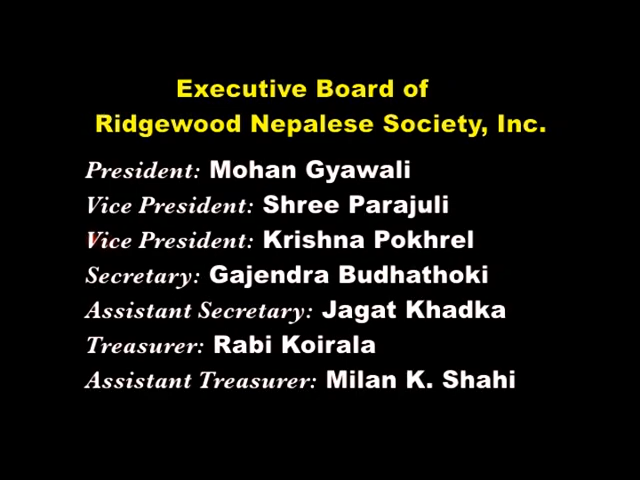 Executive Board of
Ridgewood Nepalese Society, Inc.
President: Mohan Gyawali
Vice President: Shree Parajuli
Vice President: Krishna Pokhrel
Secretary: Gajendra Budhathoki
Assistant Secretary: Jagat Khadka
Treasurer: Rabi Koirala
Assistant Treasurer: Milan K. Shahi